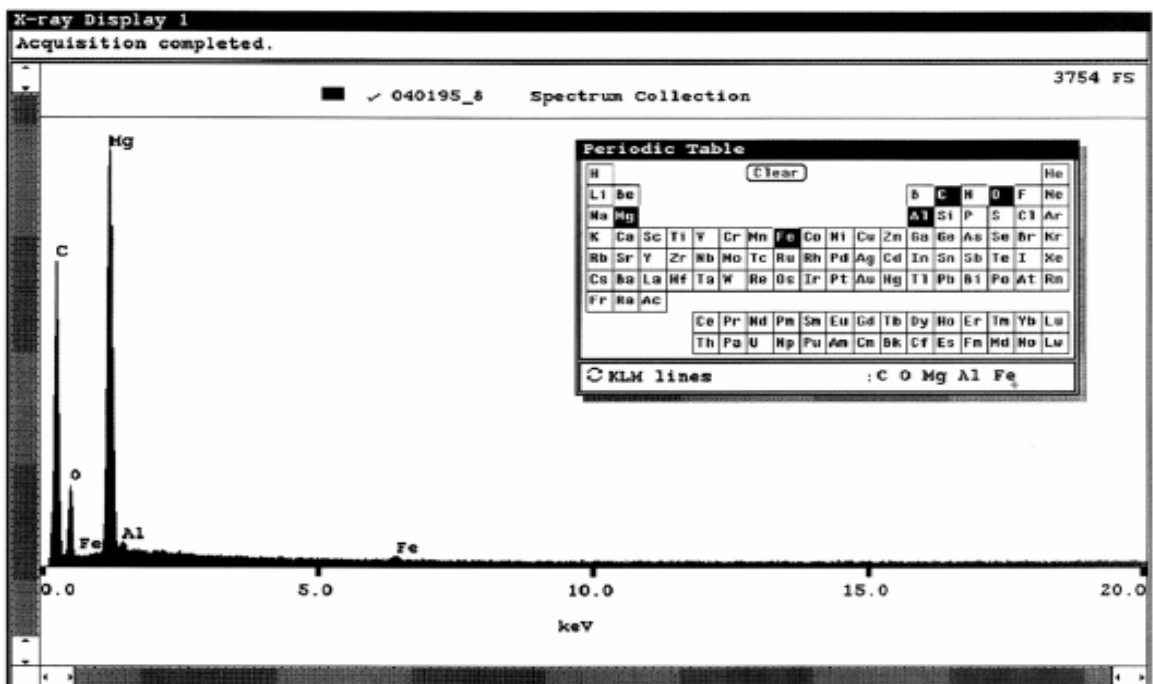 X-ray Display 1
Acquisition completed.
3754 FS
✓ 040195_8 Spectrum Collection
Mg
C
O
Fe
Al
Fe
0.0 5.0 10.0 15.0 20.0
keV
Periodic Table
H Clear He
Li Be B C N O F Ne
Na Mg Al Si P S Cl Ar
K Ca Sc Ti V Cr Mn Fe Co Ni Cu Zn Ga Ge As Se Br Kr
Rb Sr Y Zr Nb Mo Tc Ru Rh Pd Ag Cd In Sn Sb Te I Xe
Cs Ba La Hf Ta W Re Os Ir Pt Au Hg Tl Pb Bi Po At Rn
Fr Ra Ac
Ce Pr Nd Pm Sm Eu Gd Tb Dy Ho Er Tm Yb Lu
Th Pa U Np Pu Am Cm Bk Cf Es Fm Md No Lw
KLM lines :C O Mg Al Fe